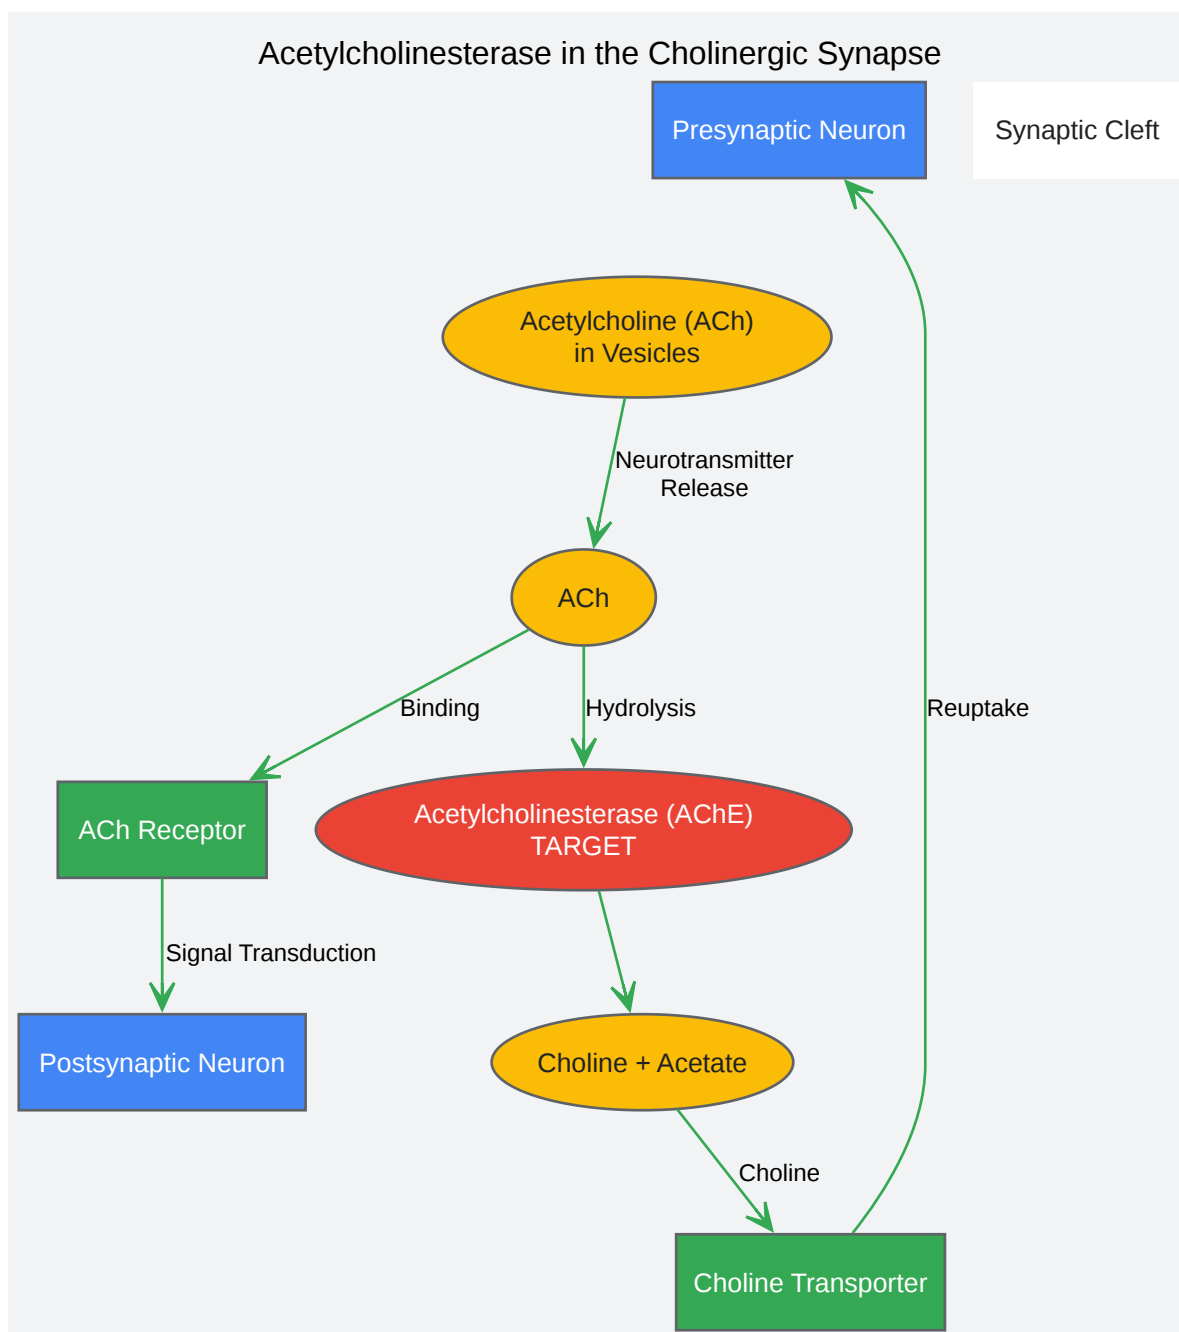 Acetylcholinesterase in the Cholinergic Synapse
Presynaptic Neuron
Synaptic Cleft
Acetylcholine (ACh)
in Vesicles
Neurotransmitter
Release
ACh
Binding
Hydrolysis
Reuptake
ACh Receptor
Acetylcholinesterase (AChE)
TARGET
Signal Transduction
Postsynaptic Neuron
Choline + Acetate
Choline
Choline Transporter